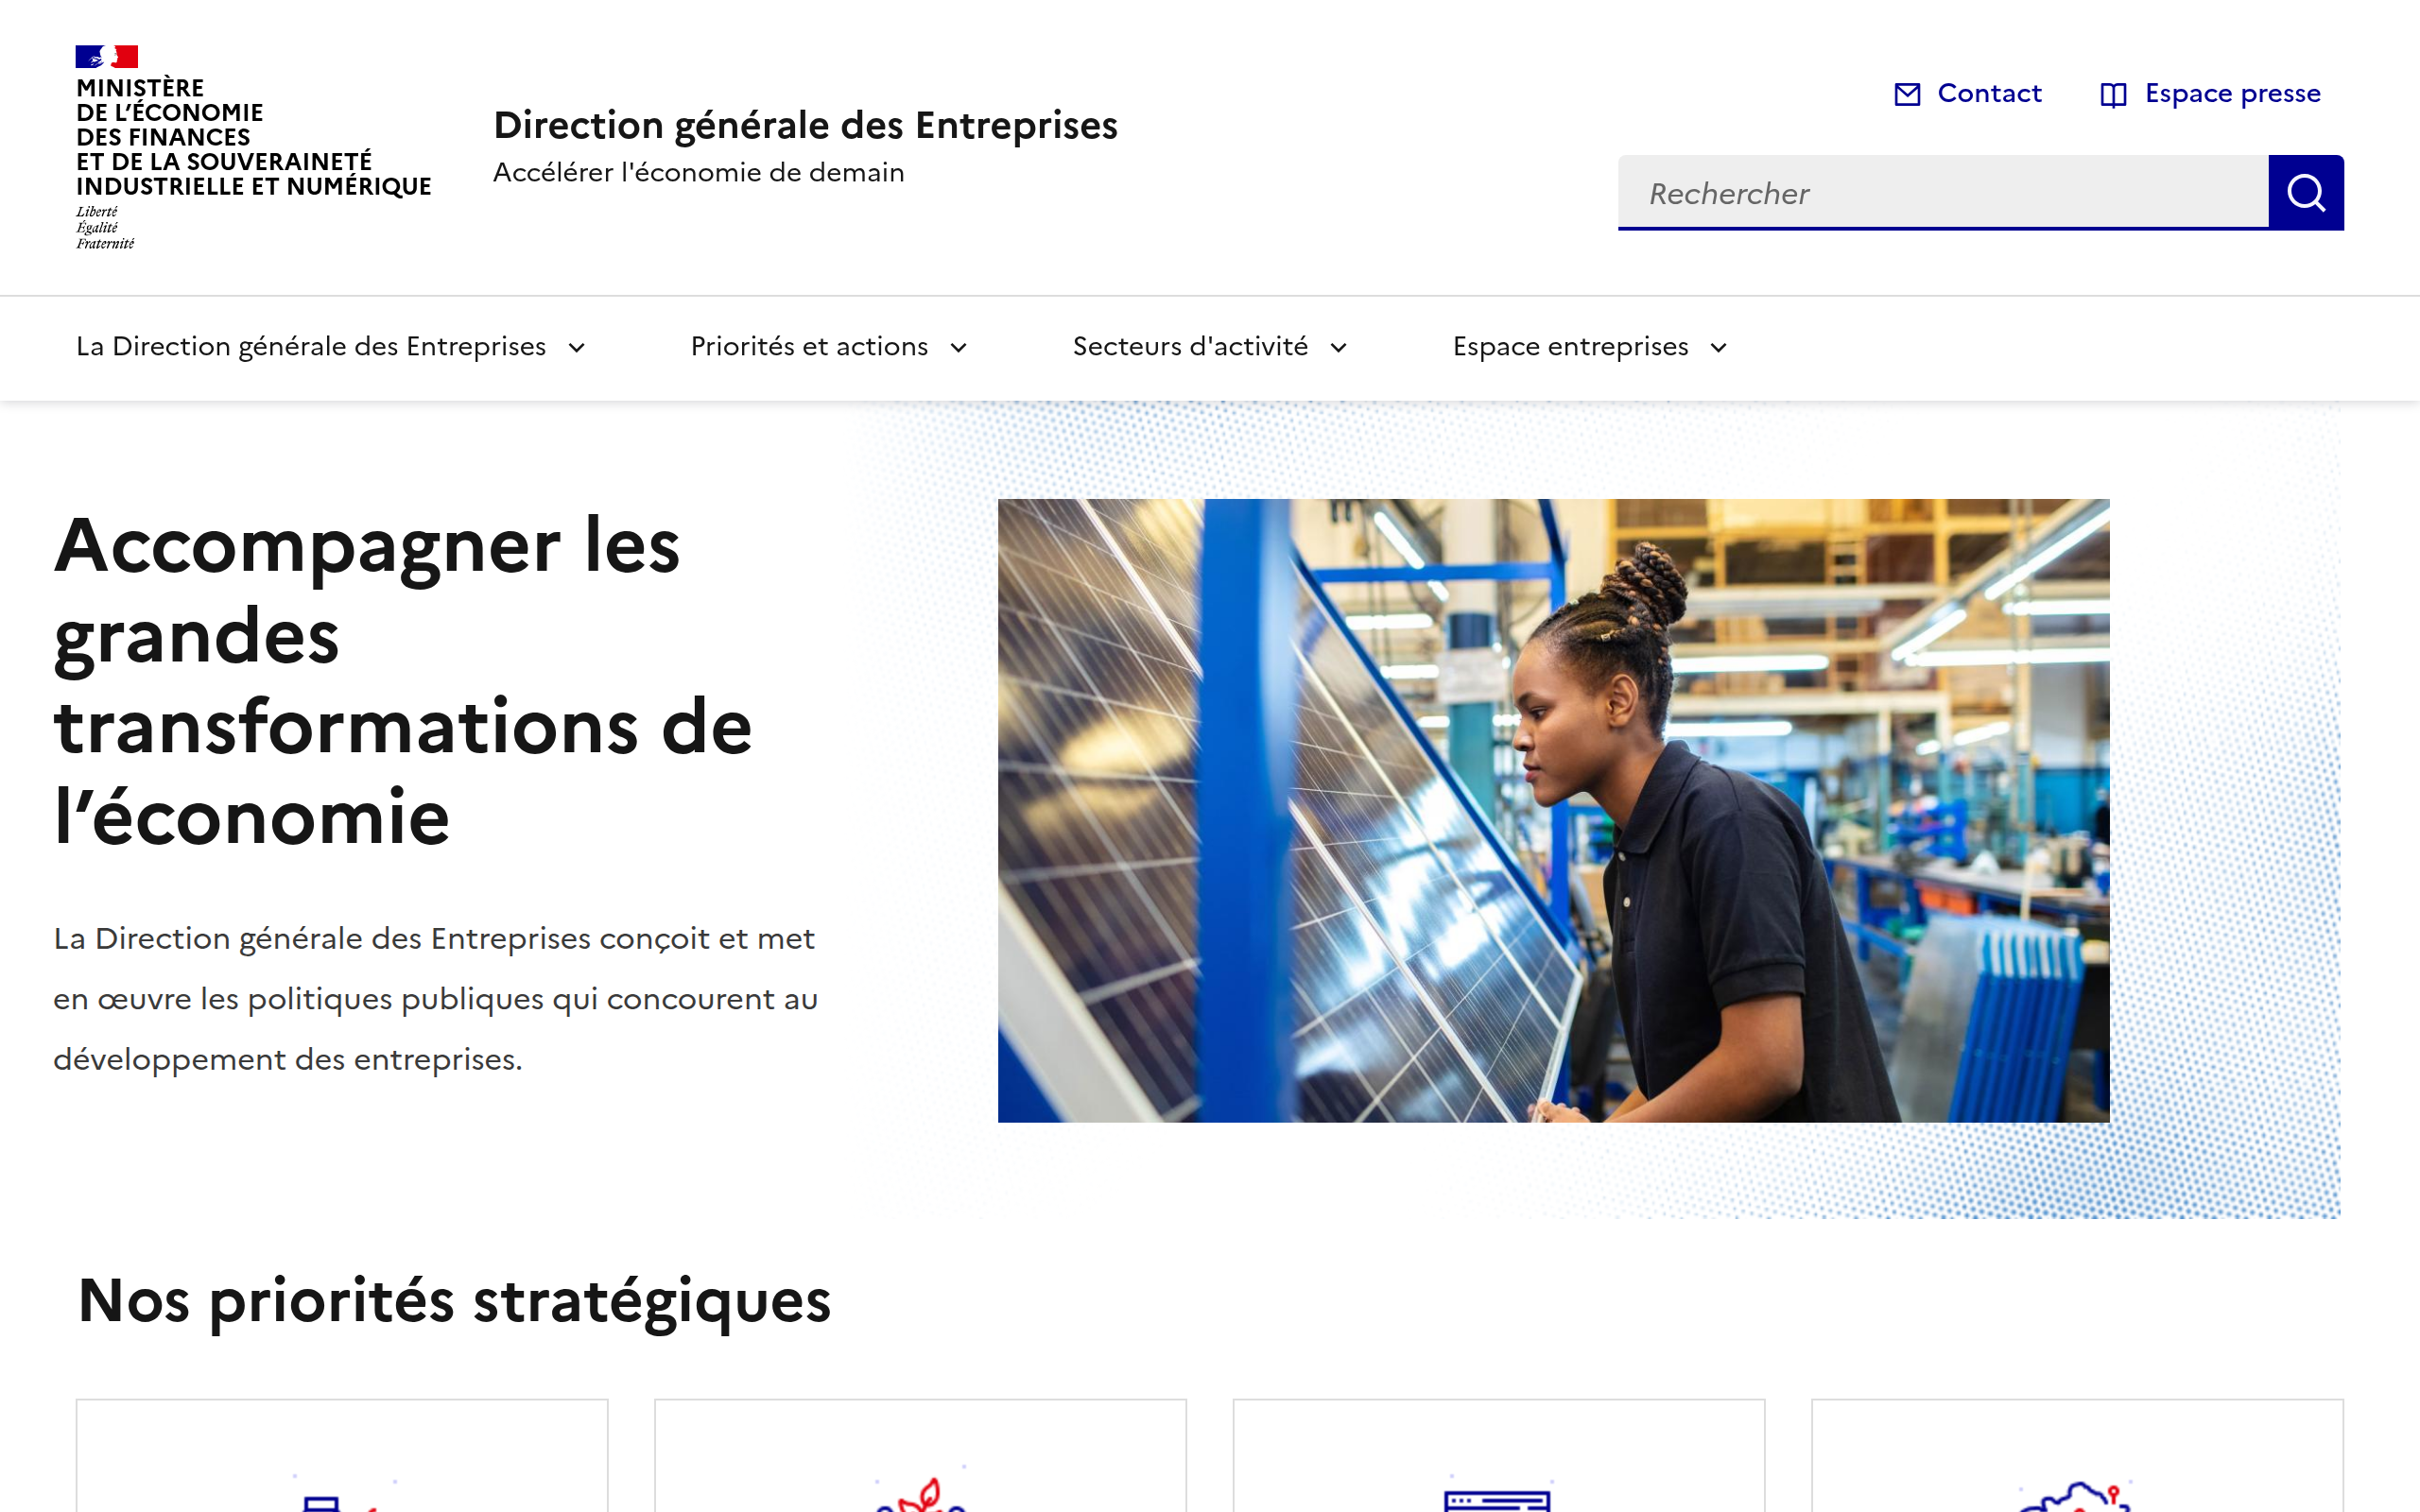 MINISTÈRE
DE L’ÉCONOMIE
DES FINANCES
ET DE LA SOUVERAINETÉ
INDUSTRIELLE ET NUMÉRIQUE
Liberté
Égalité
Fraternité
Direction générale des Entreprises
Accélérer l'économie de demain
Contact
Espace presse
Rechercher
La Direction générale des Entreprises
Priorités et actions
Secteurs d'activité
Espace entreprises
Accompagner les
grandes
transformations de
l’économie
La Direction générale des Entreprises conçoit et met
en œuvre les politiques publiques qui concourent au
développement des entreprises.
Nos priorités stratégiques